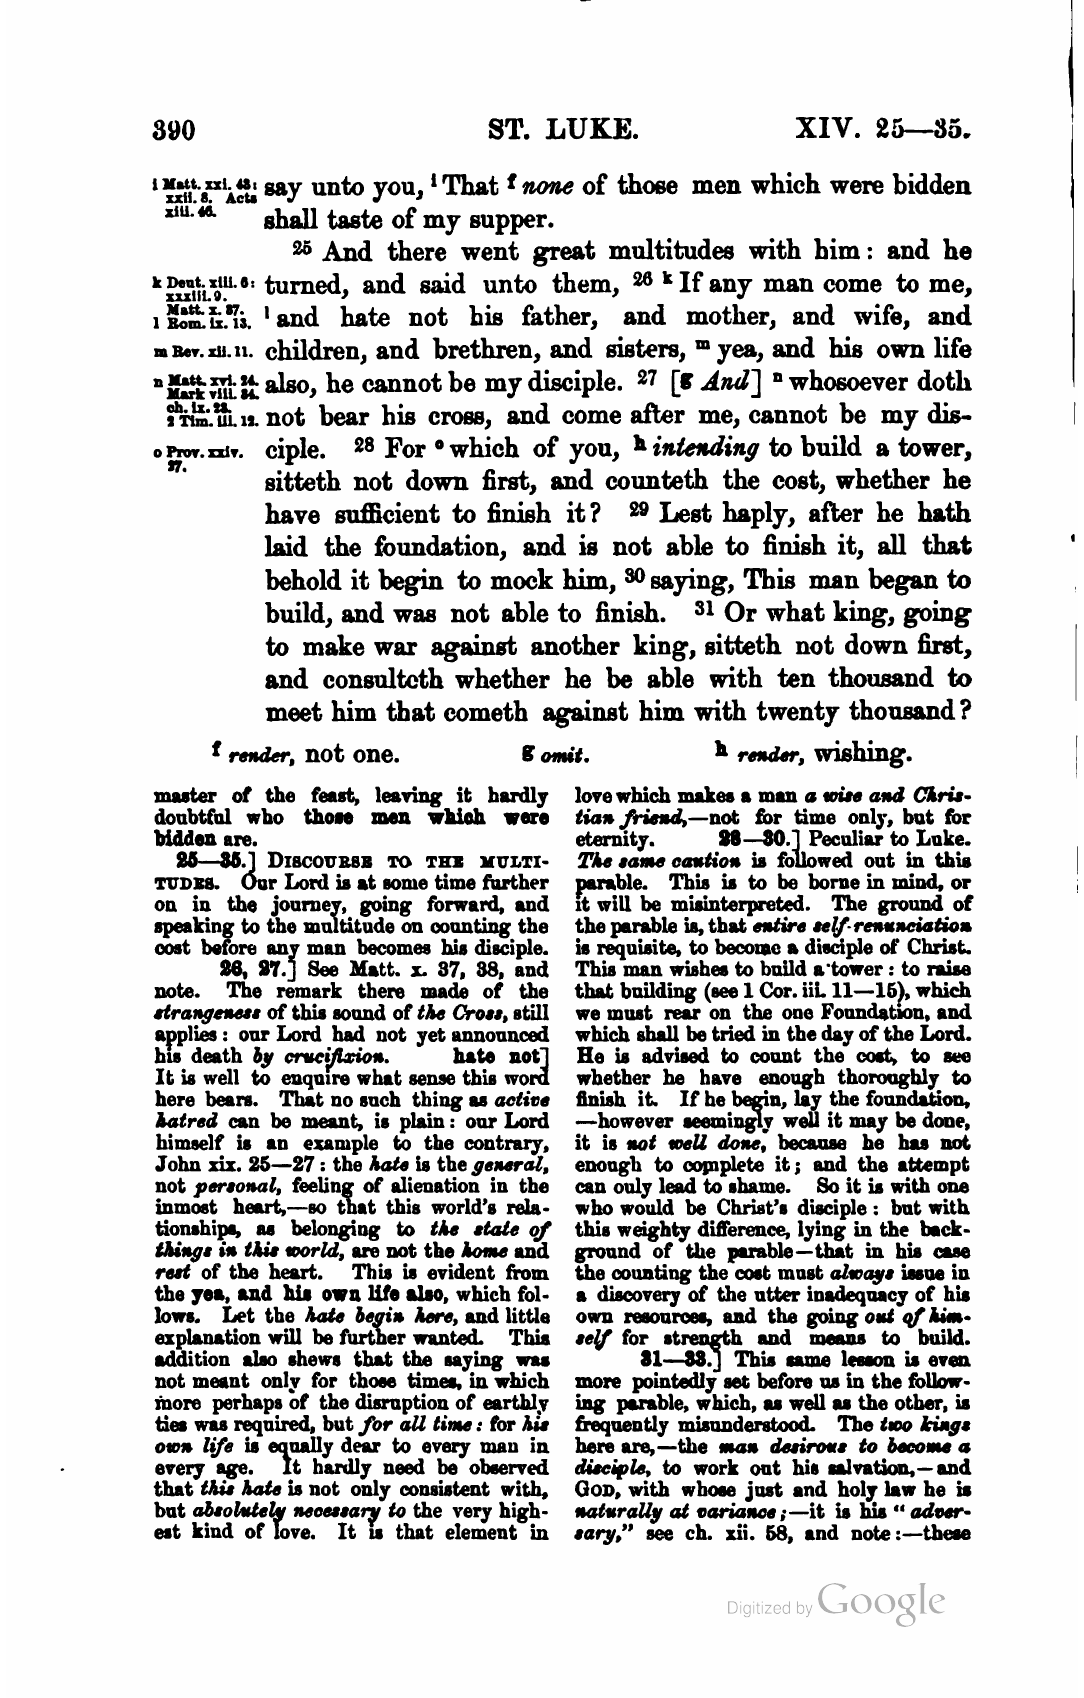 390 ST. LUKE. XIV. 25—35.
i Matt. xxi. 43: say unto you, i That f none of those men which were bidden
xxii. 8. Acts
xiii. 46. shall taste of my supper.
25 And there went great multitudes with him : and he
k Deut. xiii. 6: turned, and said unto them, 26 k If any man come to me,
xxxiii. 9.
Matt. x. 37.
l Rom. ix. 13. l and hate not his father, and mother, and wife, and
m Rev. xii. 11. children, and brethren, and sisters, m yea, and his own life
n Matt. xvi. 24. also, he cannot be my disciple. 27 [g And] n whosoever doth
Mark viii. 34.
ch. ix. 23.
2 Tim. iii. 12. not bear his cross, and come after me, cannot be my dis-
o Prov. xxiv. ciple. 28 For o which of you, h intending to build a tower,
27.
sitteth not down first, and counteth the cost, whether he
have sufficient to finish it? 29 Lest haply, after he hath
laid the foundation, and is not able to finish it, all that
behold it begin to mock him, 30 saying, This man began to
build, and was not able to finish. 31 Or what king, going
to make war against another king, sitteth not down first,
and consulteth whether he be able with ten thousand to
meet him that cometh against him with twenty thousand?
f render, not one. g omit. h render, wishing.
master of the feast, leaving it hardly
doubtful who those men which were
bidden are.
25—35.] DISCOURSE TO THE MULTI-
TUDES. Our Lord is at some time further
on in the journey, going forward, and
speaking to the multitude on counting the
cost before any man becomes his disciple.
26, 27.] See Matt. x. 37, 38, and
note. The remark there made of the
strangeness of this sound of the Cross, still
applies : our Lord had not yet announced
his death by crucifixion. hate not]
It is well to enquire what sense this word
here bears. That no such thing as active
hatred can be meant, is plain : our Lord
himself is an example to the contrary,
John xix. 25—27 : the hate is the general,
not personal, feeling of alienation in the
inmost heart,—so that this world's rela-
tionships, as belonging to the state of
things in this world, are not the home and
rest of the heart. This is evident from
the yea, and his own life also, which fol-
lows. Let the hate begin here, and little
explanation will be further wanted. This
addition also shews that the saying was
not meant only for those times, in which
more perhaps of the disruption of earthly
ties was required, but for all time : for his
own life is equally dear to every man in
every age. It hardly need be observed
that this hate is not only consistent with,
but absolutely necessary to the very high-
est kind of love. It is that element in
love which makes a man a wise and Chris-
tian friend,—not for time only, but for
eternity. 28—30.] Peculiar to Luke.
The same caution is followed out in this
parable. This is to be borne in mind, or
it will be misinterpreted. The ground of
the parable is, that entire self-renunciation
is requisite, to become a disciple of Christ.
This man wishes to build a tower : to raise
that building (see 1 Cor. iii. 11—15), which
we must rear on the one Foundation, and
which shall be tried in the day of the Lord.
He is advised to count the cost, to see
whether he have enough thoroughly to
finish it. If he begin, lay the foundation,
—however seemingly well it may be done,
it is not well done, because he has not
enough to complete it; and the attempt
can only lead to shame. So it is with one
who would be Christ's disciple : but with
this weighty difference, lying in the back-
ground of the parable—that in his case
the counting the cost must always issue in
a discovery of the utter inadequacy of his
own resources, and the going out of him-
self for strength and means to build.
31—33.] This same lesson is even
more pointedly set before us in the follow-
ing parable, which, as well as the other, is
frequently misunderstood. The two kings
here are,—the man desirous to become a
disciple, to work out his salvation,—and
GOD, with whose just and holy law he is
naturally at variance ;—it is his "adver-
sary," see ch. xii. 58, and note :—these
Digitized by Google